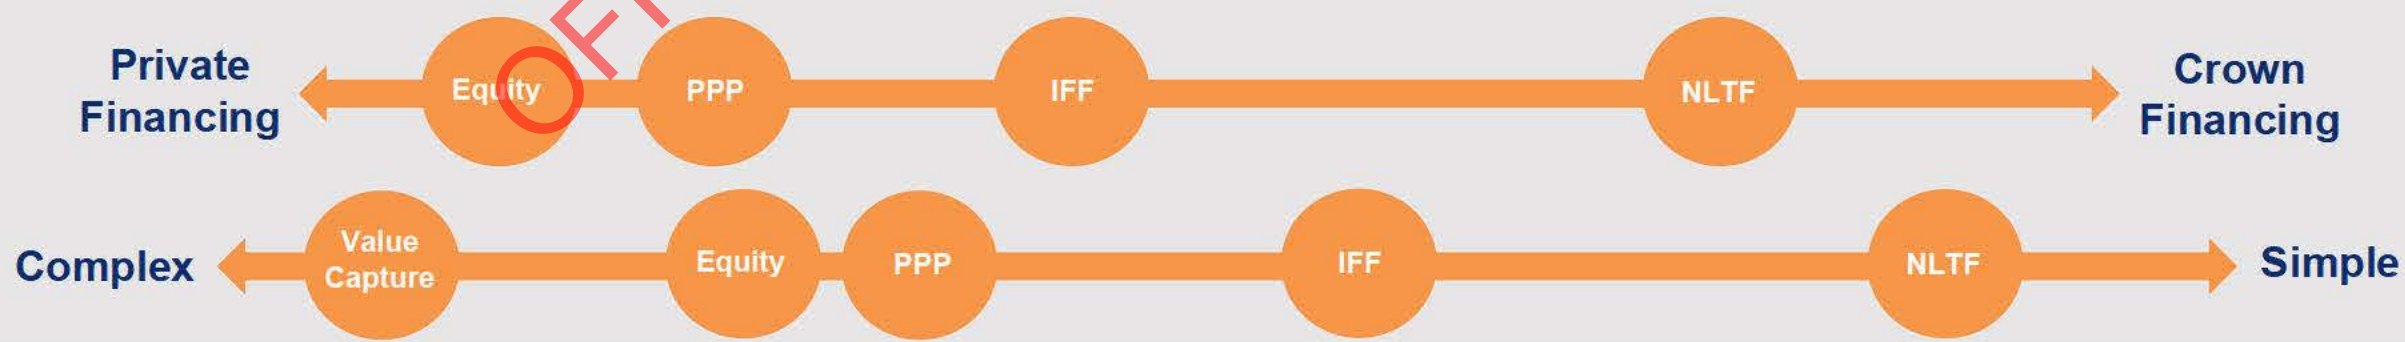 Private
Financing
Equity
PPP
IFF
NLTF
Crown
Financing
Complex
Value
Capture
Equity
PPP
IFF
NLTF
Simple